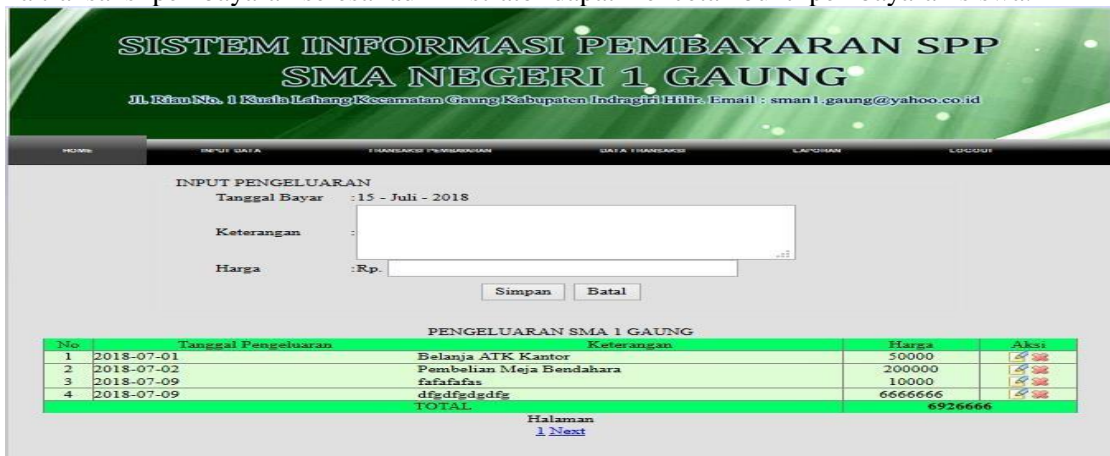 SISTEM INFORMASI PEMBAYARAN SPP
SMA NEGERI 1 GAUNG
Jl. Riau No. 1 Kuala Lahang Kecamatan Gaung Kabupaten Indragiri Hilir. Email : sman1.gaung@yahoo.co.id
HOME INPUT DATA TRANSAKSI PEMBAYARAN DATA TRANSAKSI LAPORAN LOGOUT
INPUT PENGELUARAN
Tanggal Bayar :15 - Juli - 2018
Keterangan :
Harga :Rp.
Simpan Batal
PENGELUARAN SMA 1 GAUNG
No Tanggal Pengeluaran Keterangan Harga Aksi
1 2018-07-01 Belanja ATK Kantor 50000
2 2018-07-02 Pembelian Meja Bendahara 200000
3 2018-07-09 fafafafas 10000
4 2018-07-09 dfgdfgdgdfg 6666666
TOTAL 6926666
Halaman
1 Next